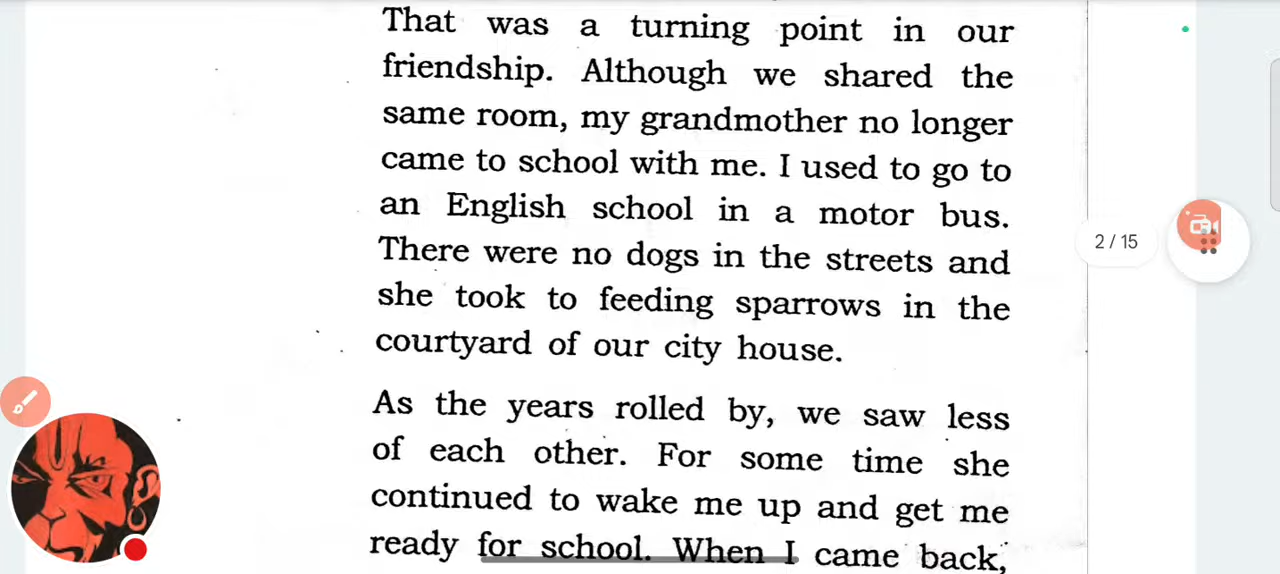 That was a turning point in our
friendship. Although we shared the
same room, my grandmother no longer
came to school with me. I used to go to
an English school in a motor bus.
There were no dogs in the streets and
she took to feeding sparrows in the
courtyard of our city house.
2 / 15
As the years rolled by, we saw less
of each other. For some time she
continued to wake me up and get me
ready for school. When I came back,